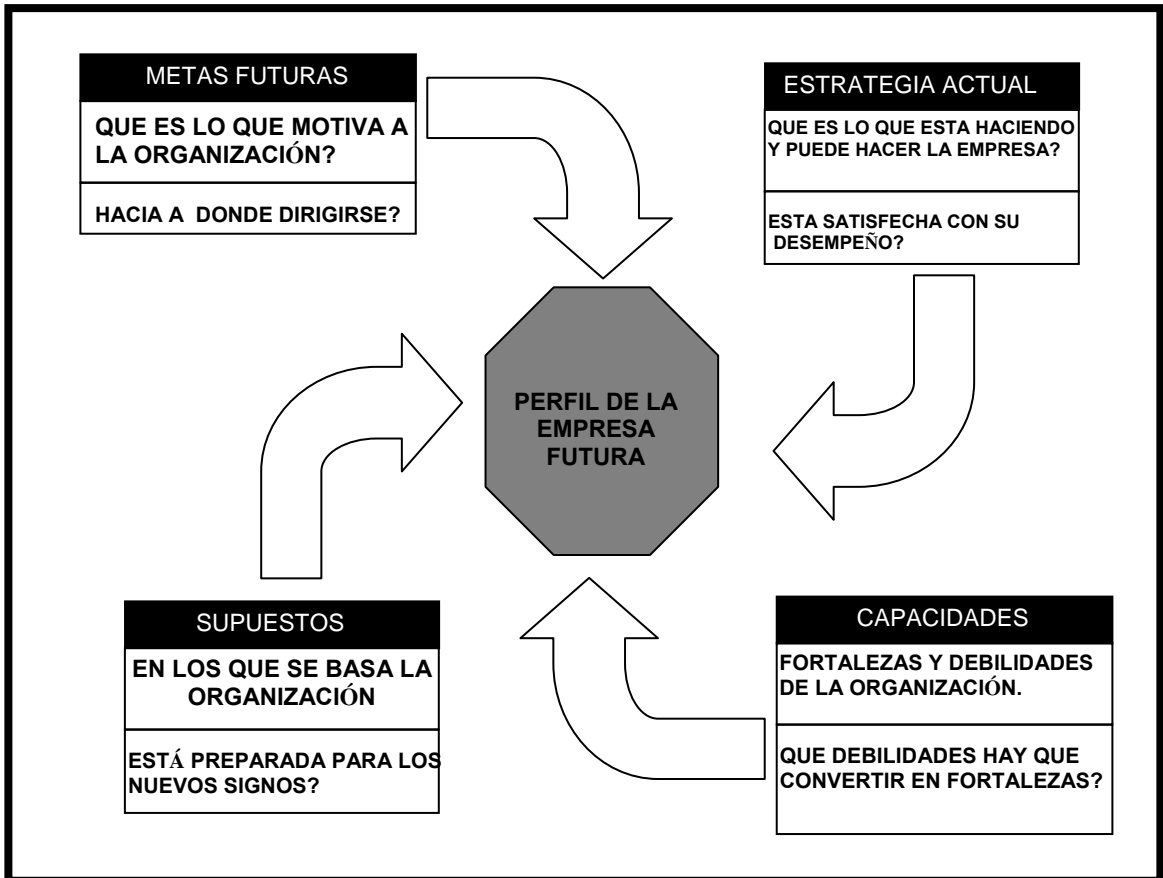 METAS FUTURAS
QUE ES LO QUE MOTIVA A
LA ORGANIZACIÓN?
HACIA A DONDE DIRIGIRSE?
ESTRATEGIA ACTUAL
QUE ES LO QUE ESTA HACIENDO
Y PUEDE HACER LA EMPRESA?
ESTA SATISFECHA CON SU
DESEMPEÑO?
PERFIL DE LA
EMPRESA
FUTURA
SUPUESTOS
EN LOS QUE SE BASA LA
ORGANIZACIÓN
ESTÁ PREPARADA PARA LOS
NUEVOS SIGNOS?
CAPACIDADES
FORTALEZAS Y DEBILIDADES
DE LA ORGANIZACIÓN.
QUE DEBILIDADES HAY QUE
CONVERTIR EN FORTALEZAS?